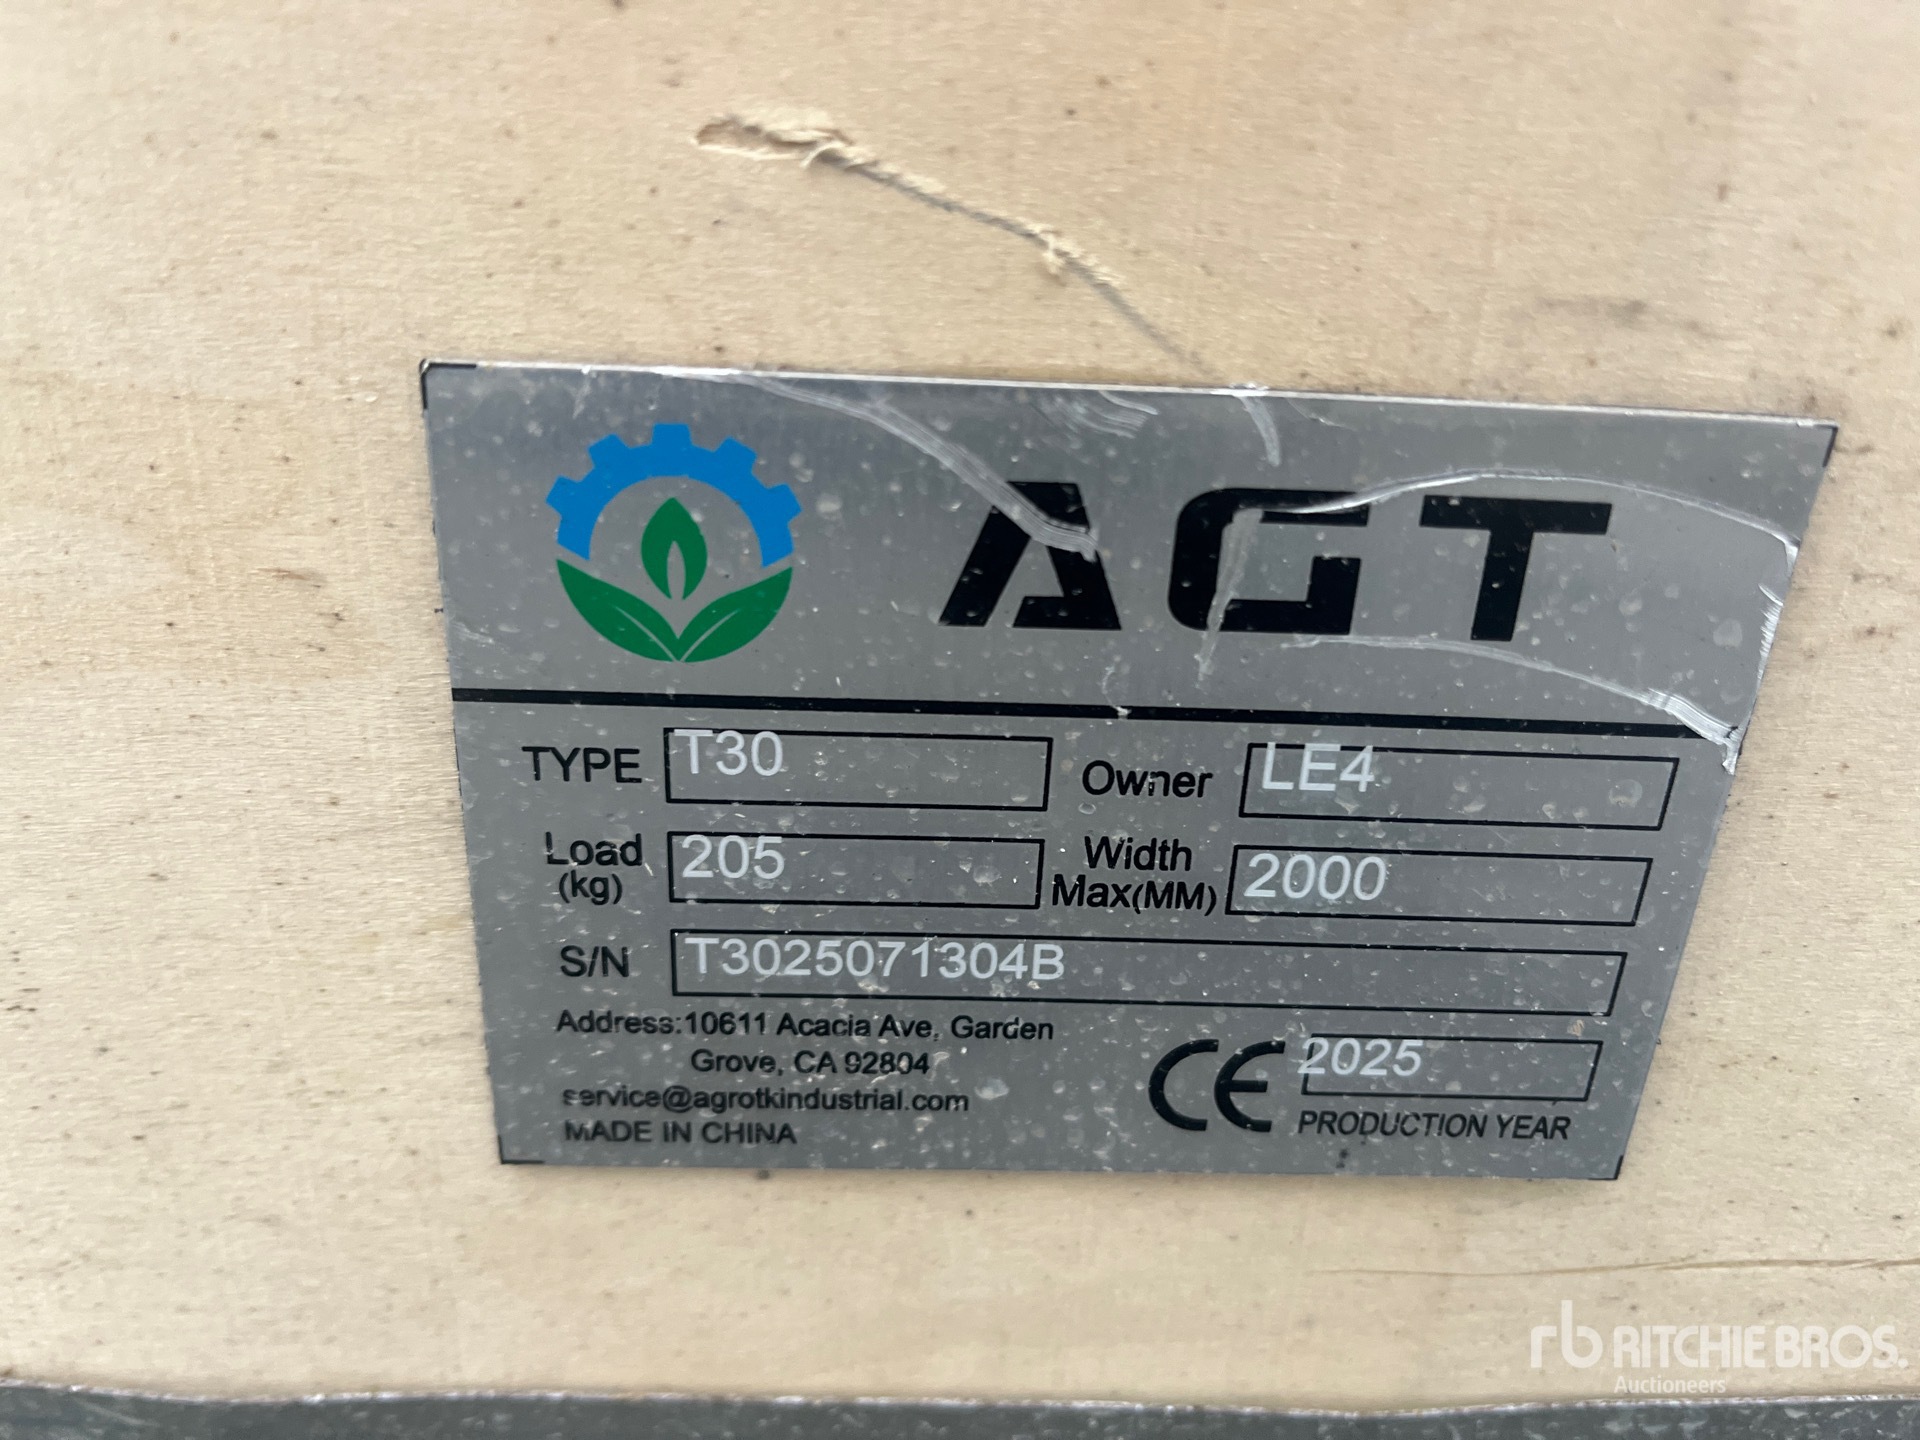 AGT
TYPE T30 Owner LE4
Load (kg) 205 Width Max(MM) 2000
S/N T3025071304B
Address:10611 Acacia Ave, Garden
Grove, CA 92804
service@agrotkindustrial.com
MADE IN CHINA
CE 2025
PRODUCTION YEAR
rb RITCHIE BROS.
Auctioneers